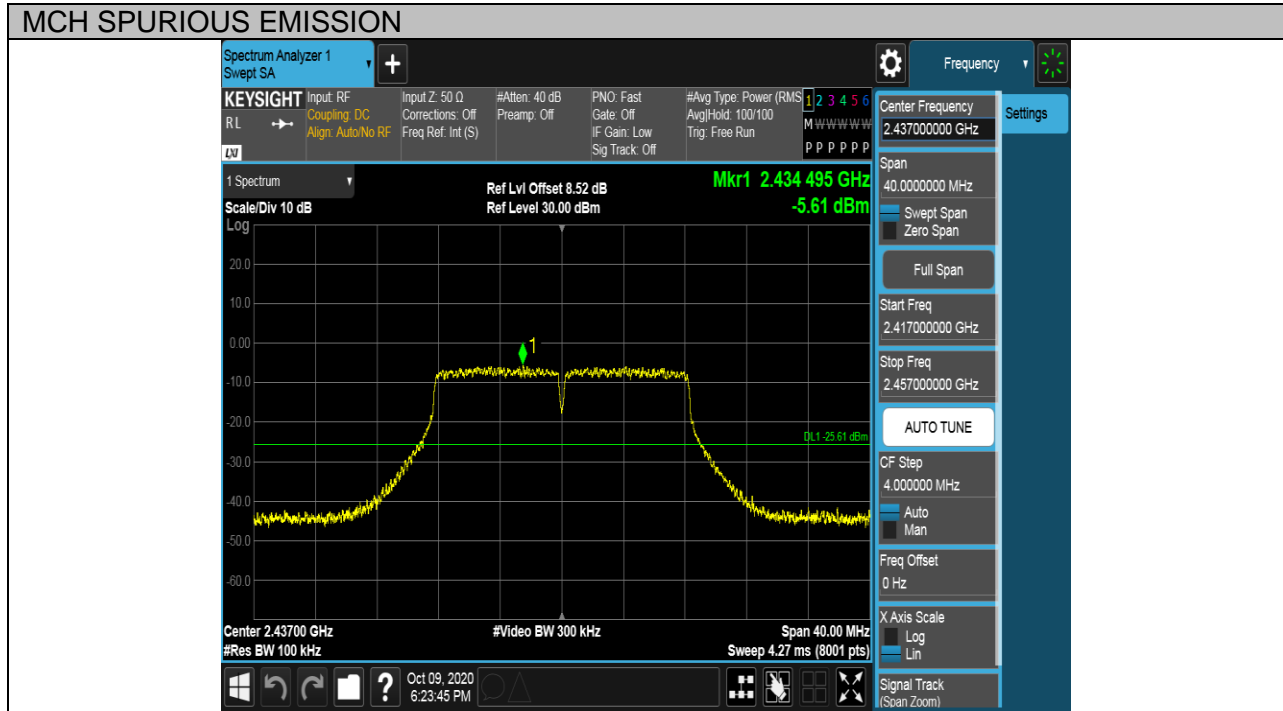 MCH SPURIOUS EMISSION
Spectrum Analyzer 1
Swept SA
+
Frequency
KEYSIGHT
RL
LXI
Input: RF
Coupling: DC
Align: Auto/No RF
Input Z: 50 Ω
Corrections: Off
Freq Ref: Int (S)
#Atten: 40 dB
Preamp: Off
PNO: Fast
Gate: Off
IF Gain: Low
Sig Track: Off
#Avg Type: Power (RMS
Avg|Hold: 100/100
Trig: Free Run
1 2 3 4 5 6
M W W W W W
P P P P P P
1 Spectrum
Scale/Div 10 dB
Log
Ref Lvl Offset 8.52 dB
Ref Level 30.00 dBm
Mkr1 2.434 495 GHz
-5.61 dBm
20.0
10.0
0.00
1
-10.0
-20.0
DL1 -25.61 dBm
-30.0
-40.0
-50.0
-60.0
Center 2.43700 GHz
#Res BW 100 kHz
#Video BW 300 kHz
Span 40.00 MHz
Sweep 4.27 ms (8001 pts)
?
Oct 09, 2020
6:23:45 PM
Center Frequency
2.437000000 GHz
Settings
Span
40.0000000 MHz
Swept Span
Zero Span
Full Span
Start Freq
2.417000000 GHz
Stop Freq
2.457000000 GHz
AUTO TUNE
CF Step
4.000000 MHz
Auto
Man
Freq Offset
0 Hz
X Axis Scale
Log
Lin
Signal Track
(Span Zoom)